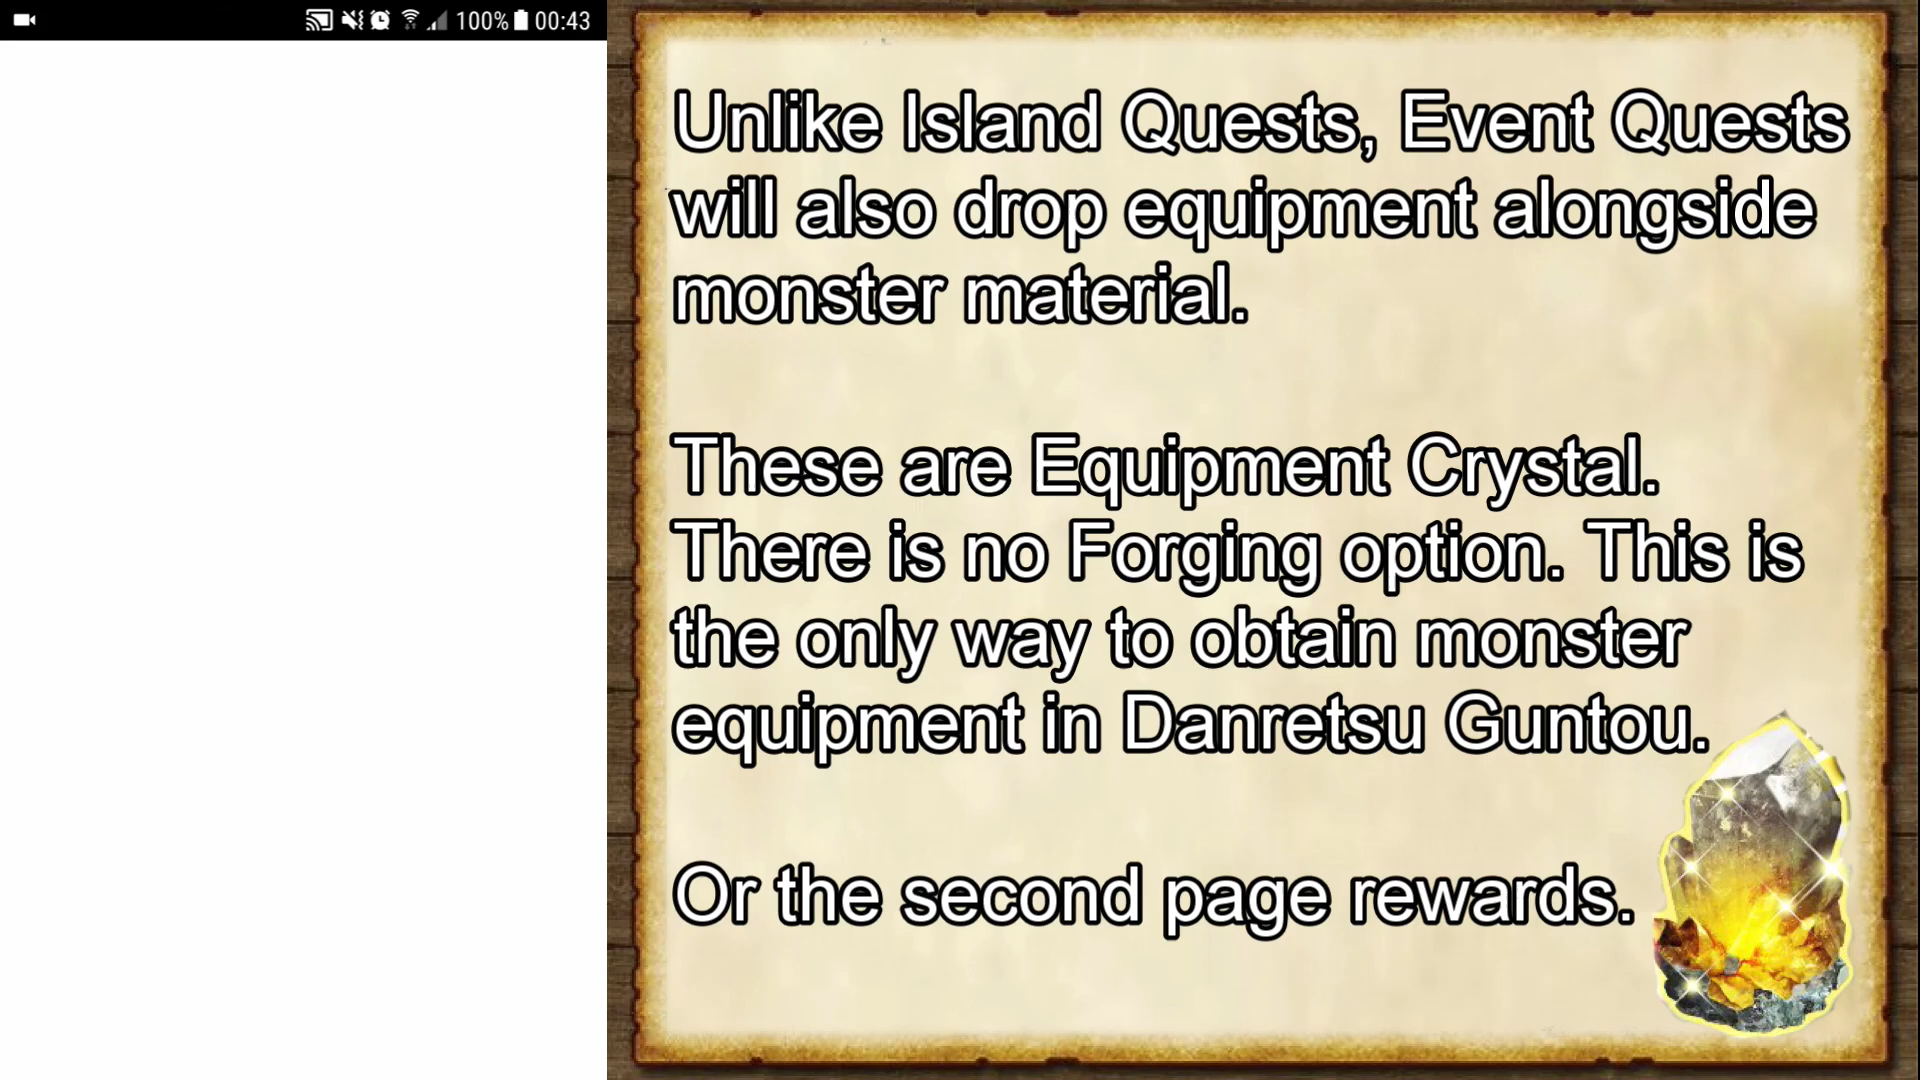 100% 00:43
Unlike Island Quests, Event Quests
will also drop equipment alongside
monster material.
These are Equipment Crystal.
There is no Forging option. This is
the only way to obtain monster
equipment in Danretsu Guntou.
Or the second page rewards.